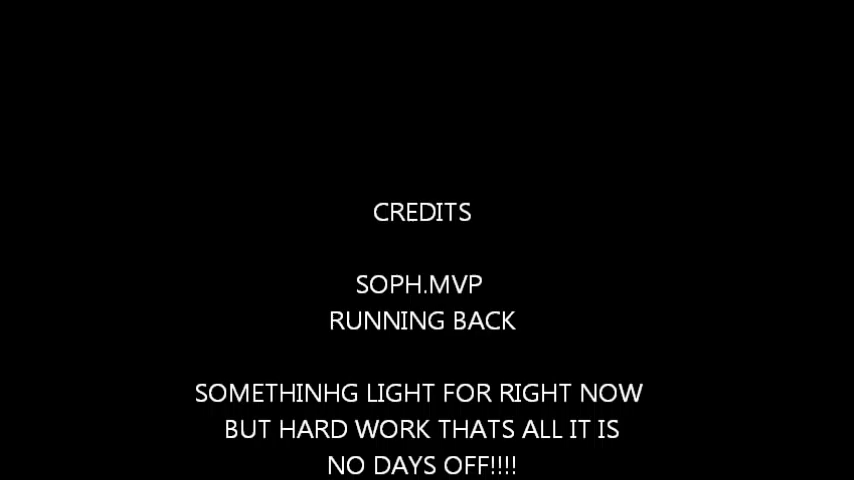 CREDITS
SOPH.MVP
RUNNING BACK
SOMETHINHG LIGHT FOR RIGHT NOW
BUT HARD WORK THATS ALL IT IS
NO DAYS OFF!!!!